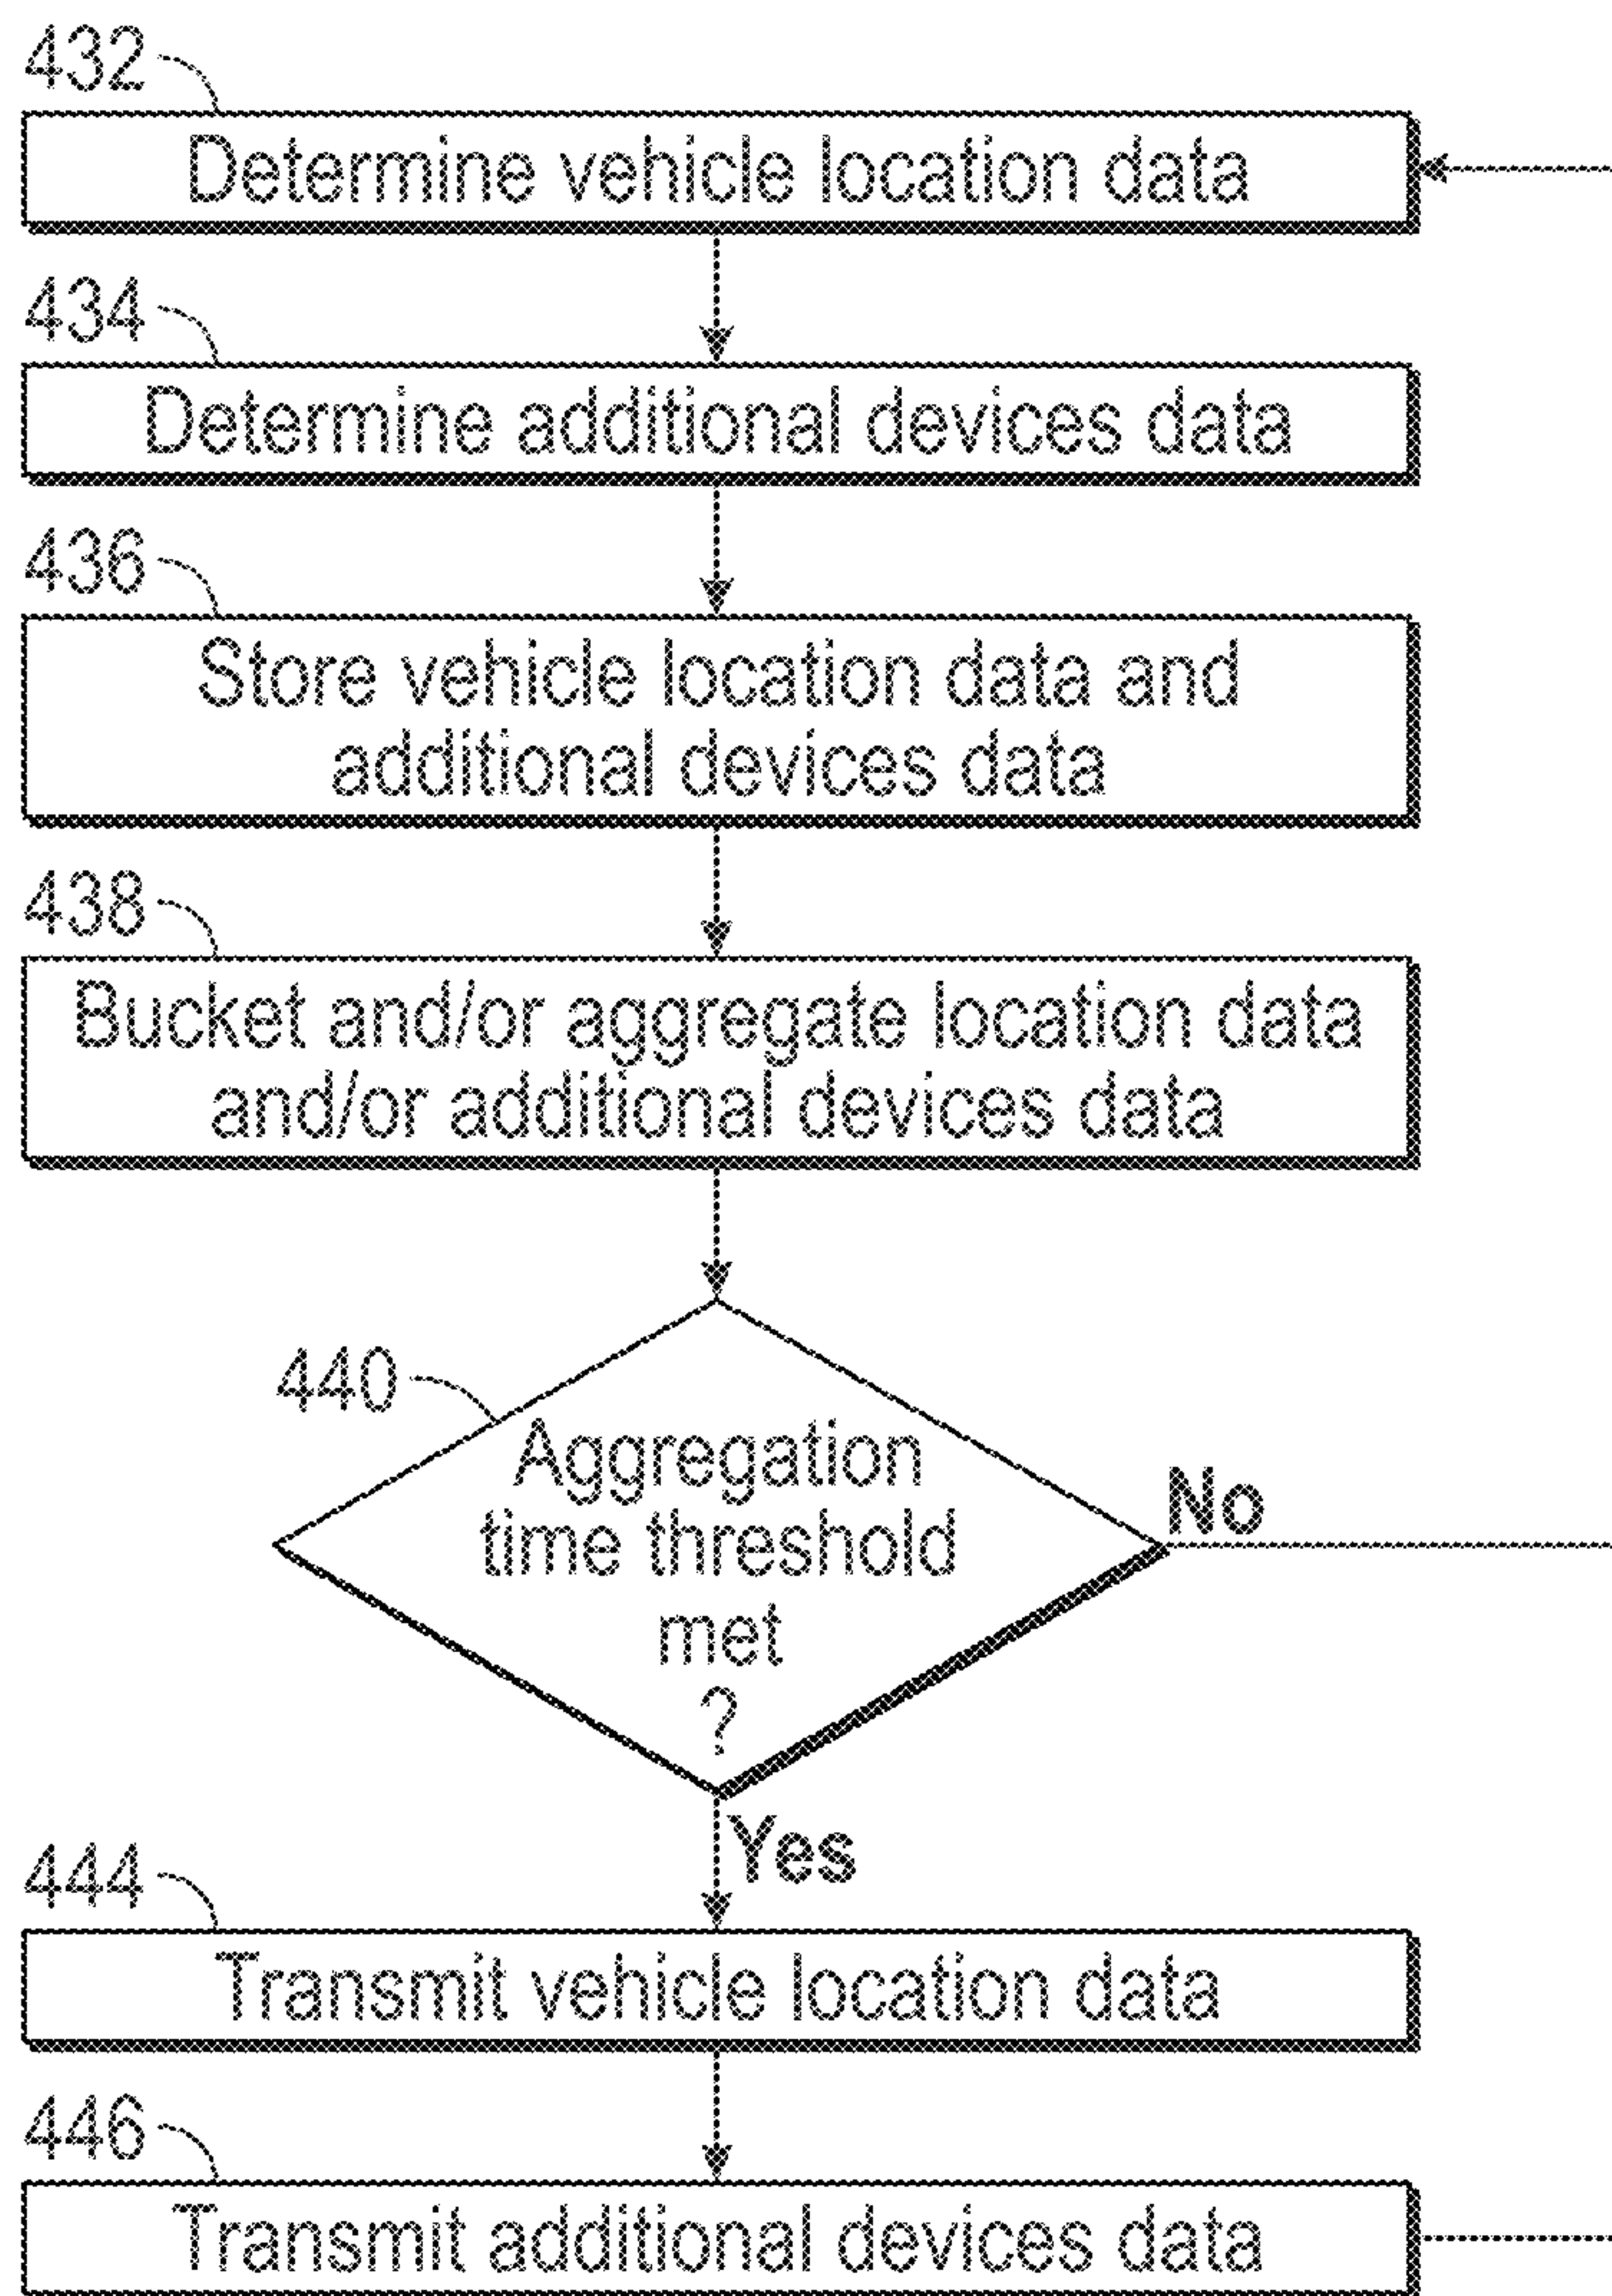 432
Determine vehicle location data
434
Determine additional devices data
436
Store vehicle location data and
additional devices data
438
Bucket and/or aggregate location data
and/or additional devices data
440
Aggregation
time threshold
met
?
No
Yes
444
Transmit vehicle location data
446
Transmit additional devices data